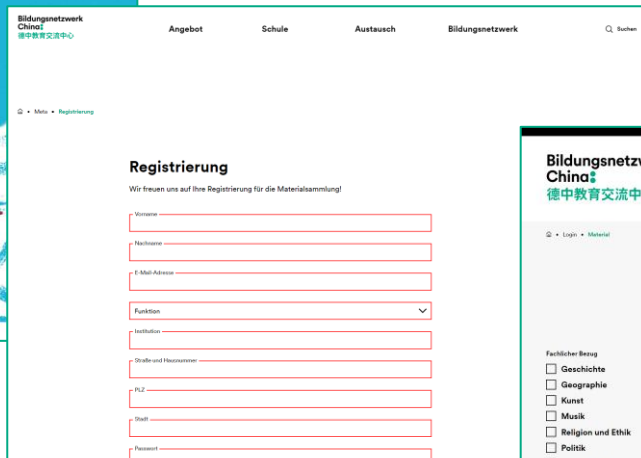 Bildungsnetzwerk
China:
德中教育交流中心
Angebot
Schule
Austausch
Bildungsnetzwerk
Suchen
Meta • Registrierung
Registrierung
Wir freuen uns auf Ihre Registrierung für die Materialsammlung!
Vorname
Nachname
E-Mail-Adresse
Funktion
Institution
Straße und Hausnummer
PLZ
Stadt
Passwort
Bildungsnetzw
China:
德中教育交流中
Login • Material
Fachlicher Bezug
Geschichte
Geographie
Kunst
Musik
Religion und Ethik
Politik